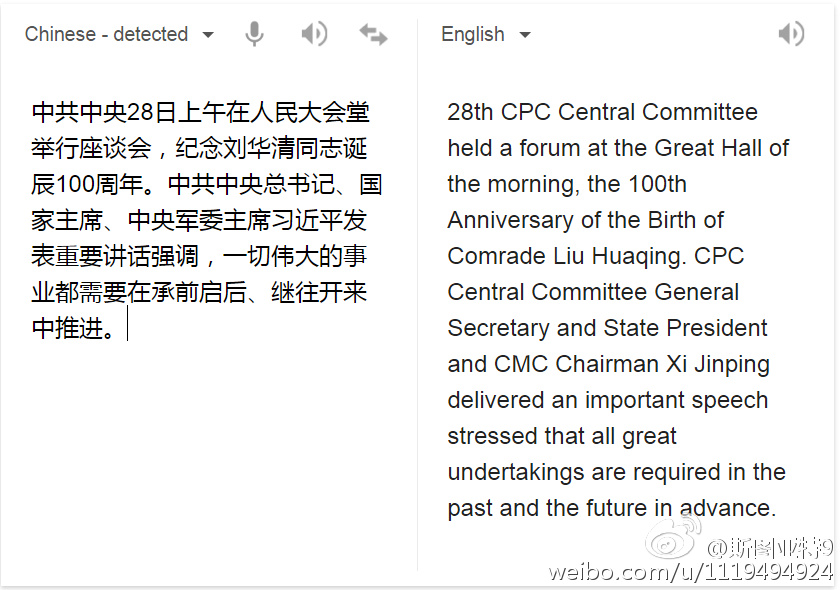 Chinese - detected
English
中共中央28日上午在人民大会堂
举行座谈会，纪念刘华清同志诞
辰100周年。中共中央总书记、国
家主席、中央军委主席习近平发
表重要讲话强调，一切伟大的事
业都需要在承前启后、继往开来
中推进。
28th CPC Central Committee
held a forum at the Great Hall of
the morning, the 100th
Anniversary of the Birth of
Comrade Liu Huaqing. CPC
Central Committee General
Secretary and State President
and CMC Chairman Xi Jinping
delivered an important speech
stressed that all great
undertakings are required in the
past and the future in advance.
weibo.com/u/1119494924